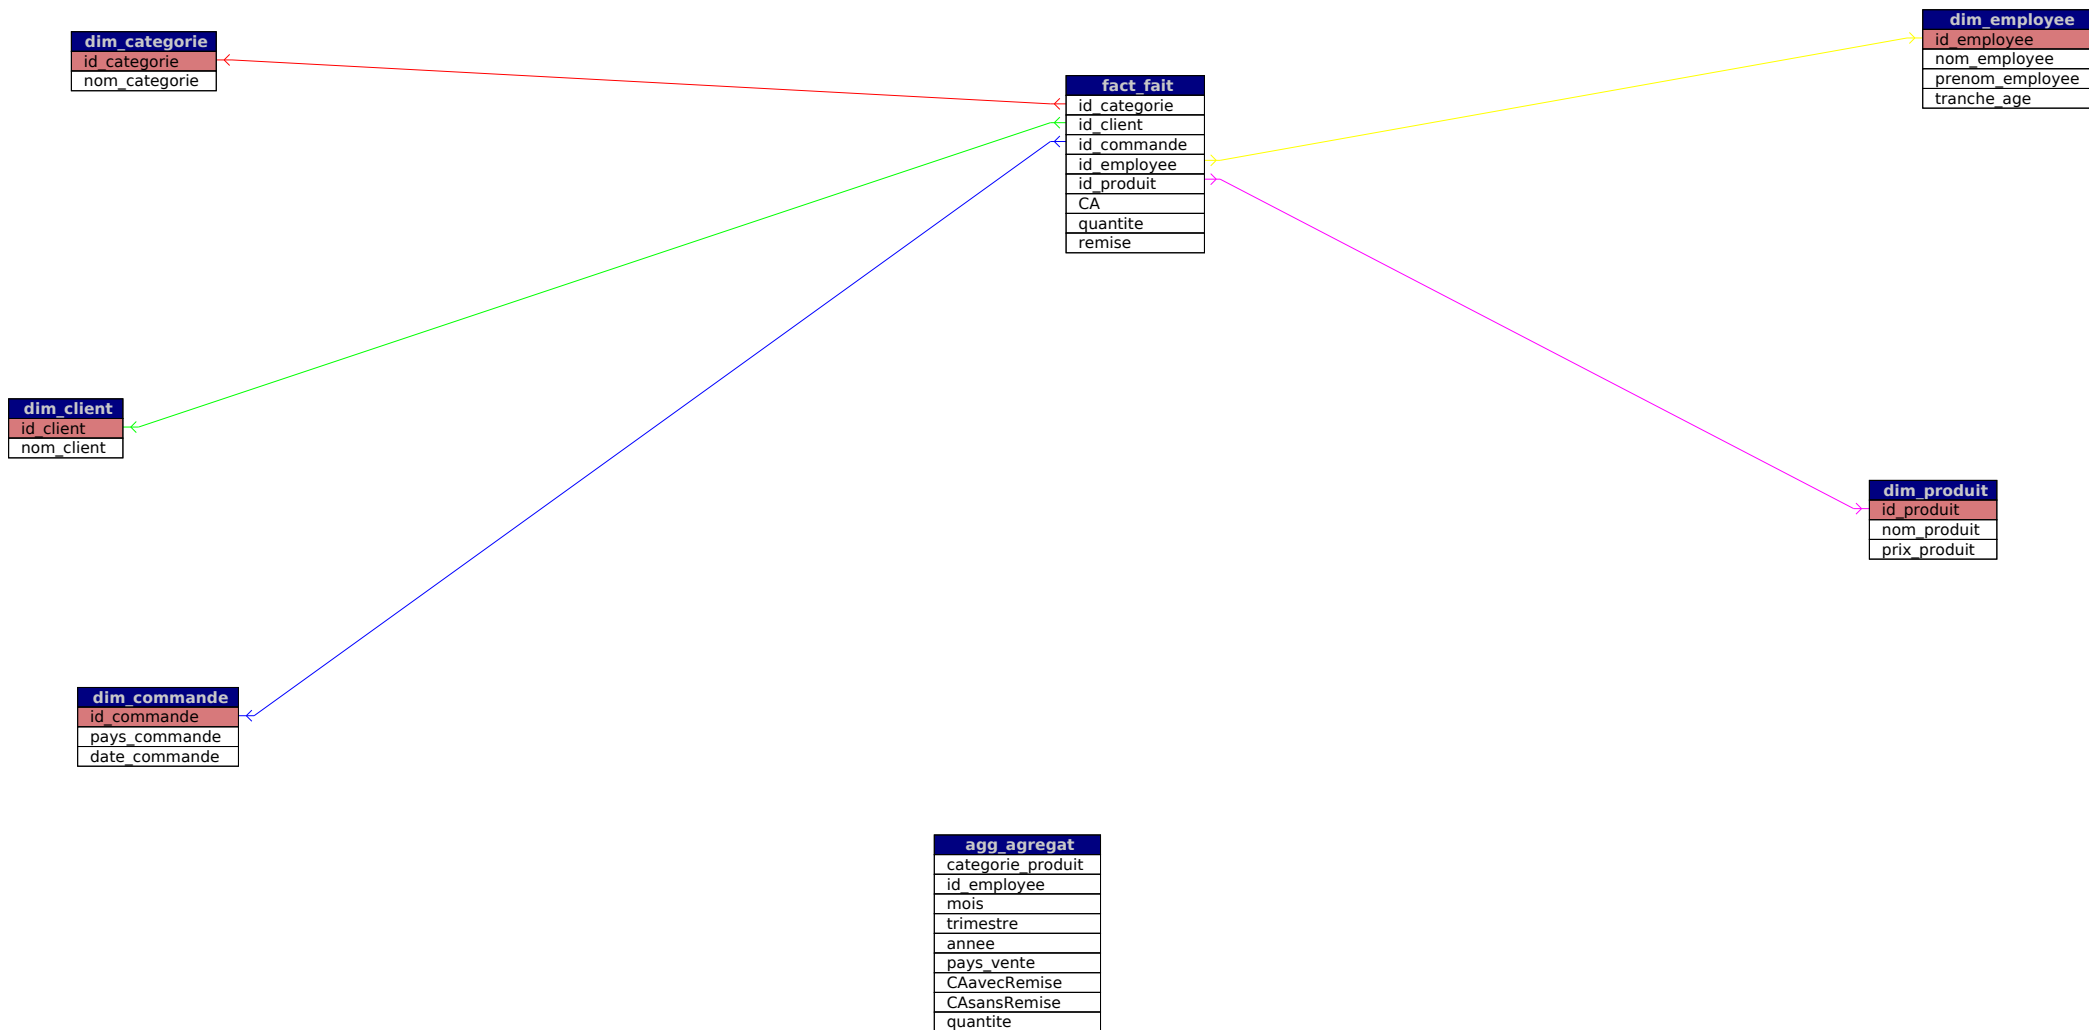 dim_categorie
id_categorie
nom_categorie
fact_fait
id_categorie
id_client
id_commande
id_employee
id_produit
CA
quantite
remise
dim_employee
id_employee
nom_employee
prenom_employee
tranche_age
dim_client
id_client
nom_client
dim_produit
id_produit
nom_produit
prix_produit
dim_commande
id_commande
pays_commande
date_commande
agg_agregat
categorie_produit
id_employee
mois
trimestre
annee
pays_vente
CAavecRemise
CAsansRemise
quantite